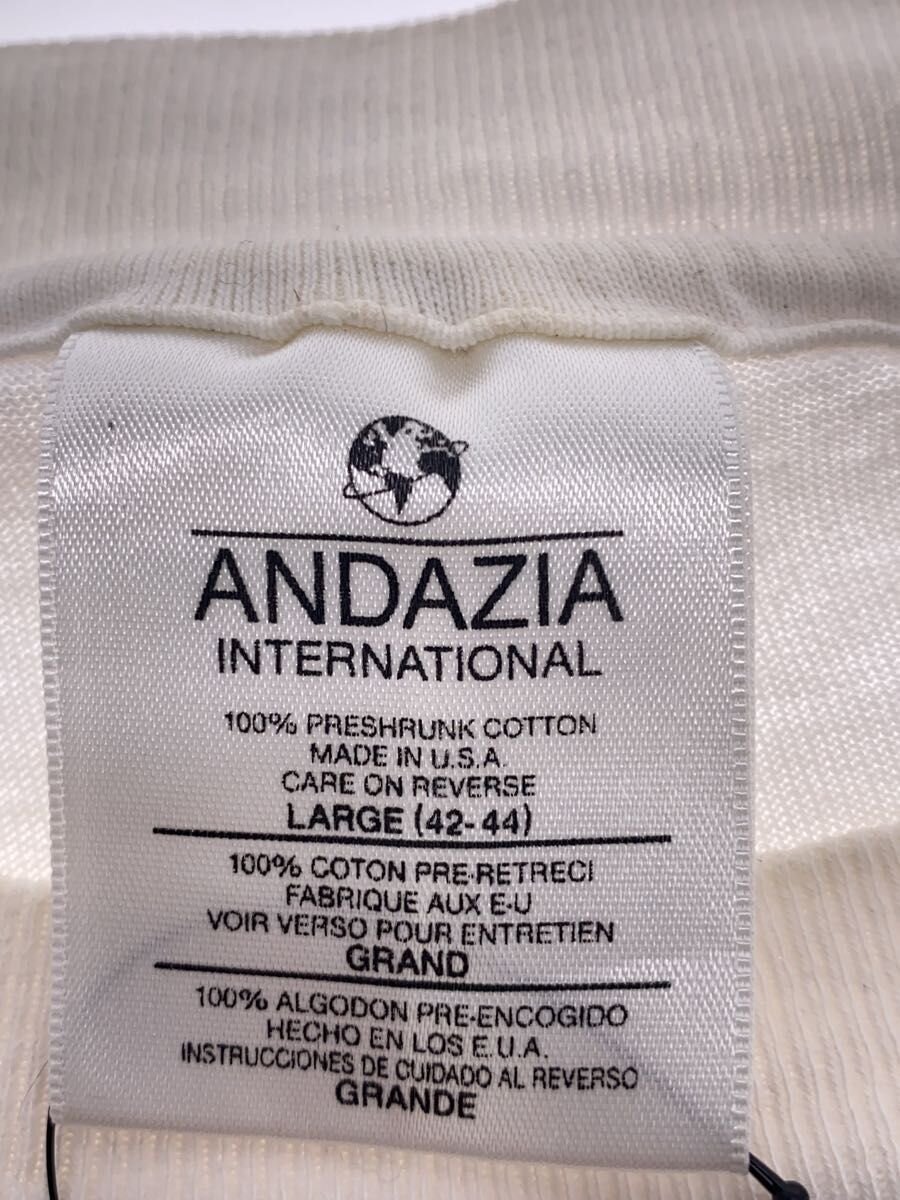 ANDAZIA
INTERNATIONAL
100% PRESHRUNK COTTON
MADE IN U.S.A.
CARE ON REVERSE
LARGE (42-44)
100% COTON PRE-RETRECI
FABRIQUE AUX E-U
VOIR VERSO POUR ENTRETIEN
GRAND
100% ALGODON PRE-ENCOGIDO
HECHO EN LOS E.U.A.
INSTRUCCIONES DE CUIDADO AL REVERSO
GRANDE